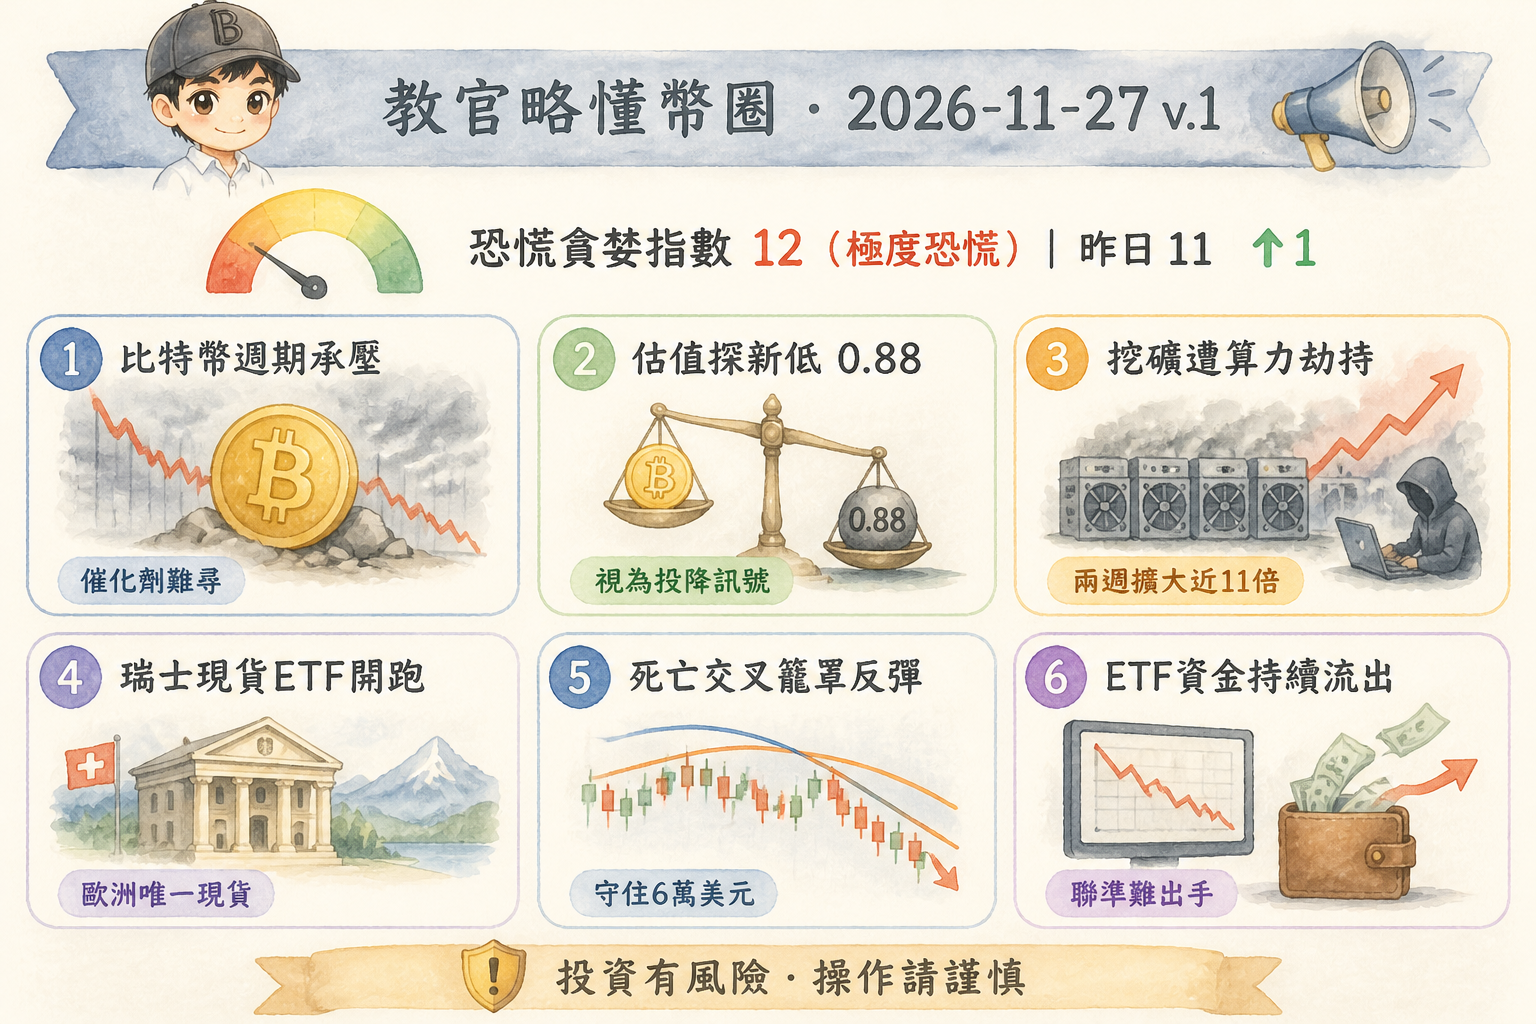 教官略懂幣圈 · 2026-11-27 v.1
恐慌貪婪指數 12（極度恐慌）| 昨日 11 ↑1
1 比特幣週期承壓
催化劑難尋
2 估值探新低 0.88
0.88
視為投降訊號
3 挖礦遭算力劫持
兩週擴大近11倍
4 瑞士現貨ETF開跑
歐洲唯一現貨
5 死亡交叉籠罩反彈
守住6萬美元
6 ETF資金持續流出
聯準難出手
投資有風險 · 操作請謹慎